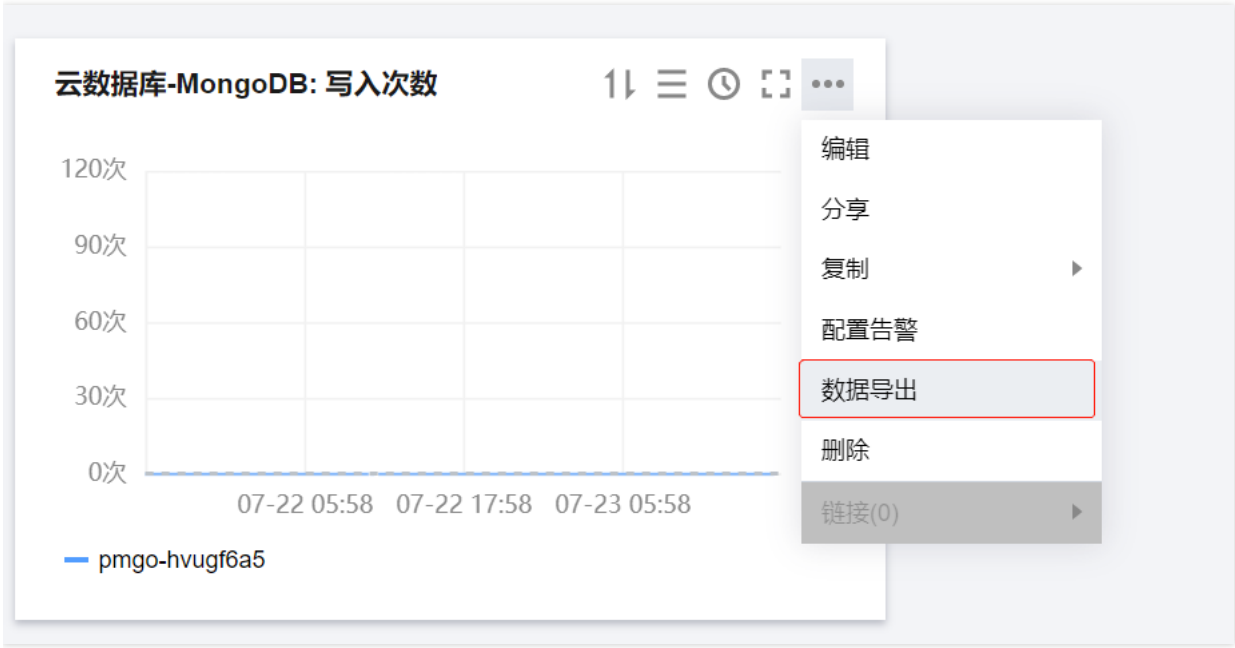 云数据库-MongoDB: 写入次数
编辑
分享
复制
配置告警
数据导出
删除
链接(0)
120次
90次
60次
30次
0次
07-22 05:58 07-22 17:58 07-23 05:58
pmgo-hvugf6a5